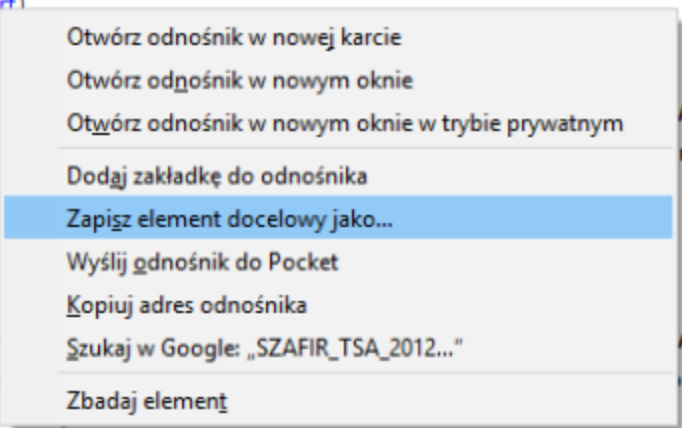 Otwórz odnośnik w nowej karcie
Otwórz odnośnik w nowym oknie
Otwórz odnośnik w nowym oknie w trybie prywatnym
Dodaj zakładkę do odnośnika
Zapisz element docelowy jako...
Wyślij odnośnik do Pocket
Kopiuj adres odnośnika
Szukaj w Google: „SZAFIR_TSA_2012...”
Zbadaj element